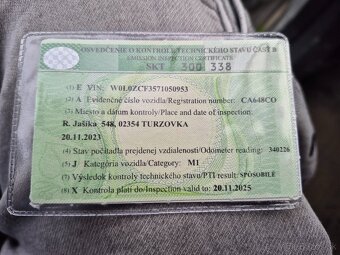 OSVEDČENIE O KONTROLE TECHNICKÉHO STAVU ČASŤ B
EMISSION INSPECTION CERTIFICATE
SKT 300 338
(1) E VIN: W0L0ZCF3571050953
(2) A Evidenčné číslo vozidla/Registration number: CA648CO
(3) Miesto a dátum kontroly/Place and date of inspection:
R. Jašíka 548, 02354 TURZOVKA
20.11.2023
(4) Stav počítadla prejdenej vzdialenosti/Odometer reading: 340226
(5) J Kategória vozidla/Category: M1
(7) Výsledok kontroly technického stavu/PTI result: SPÔSOBILÉ
(8) X Kontrola platí do/Inspection valid to: 20.11.2025